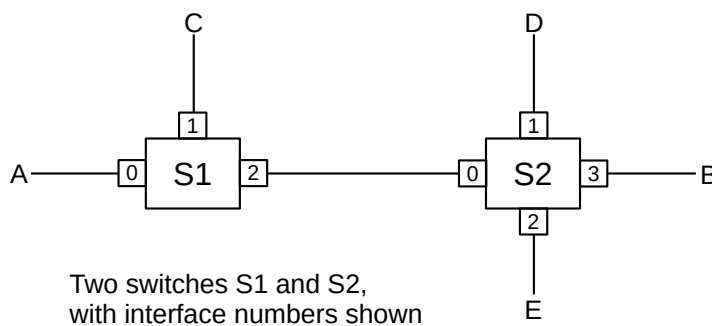 C
D
1
1
A
0
S1
2
0
S2
3
B
2
Two switches S1 and S2,
with interface numbers shown
E